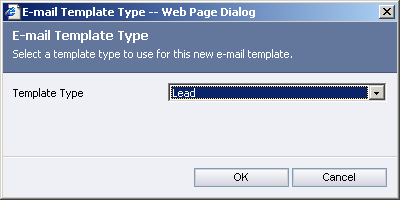 E-mail Template Type -- Web Page Dialog
E-mail Template Type
Select a template type to use for this new e-mail template.
Template Type Lead
OK Cancel